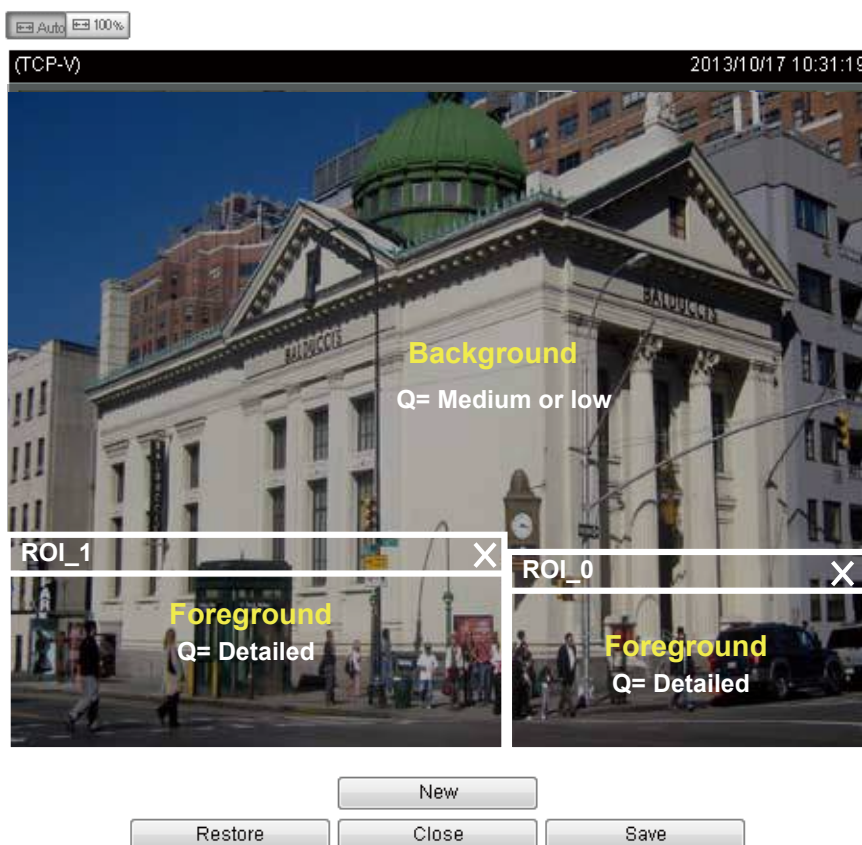 Auto 100%
(TCP-V) 2013/10/17 10:31:19
BALDUCCI'S
BALDUCCI'S
Background
Q= Medium or low
ROI_1
ROI_0
Foreground
Q= Detailed
Foreground
Q= Detailed
New
Restore Close Save